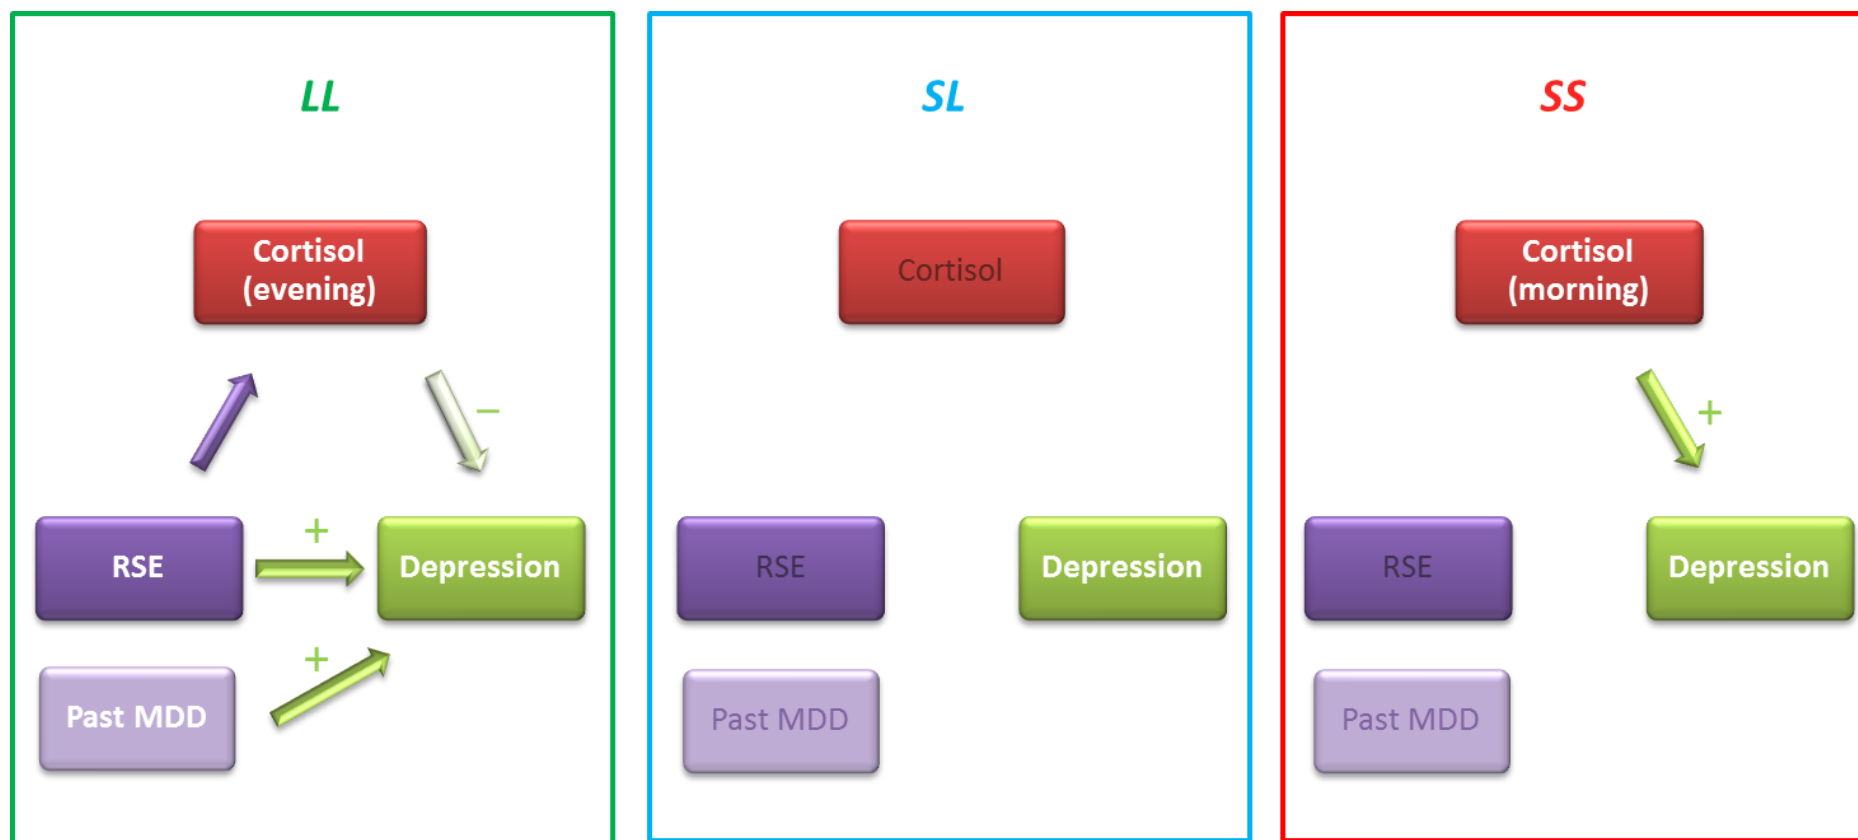 LL
Cortisol
(evening)
–
RSE
+
Depression
+
Past MDD
SL
Cortisol
RSE
Depression
Past MDD
SS
Cortisol
(morning)
+
RSE
Depression
Past MDD